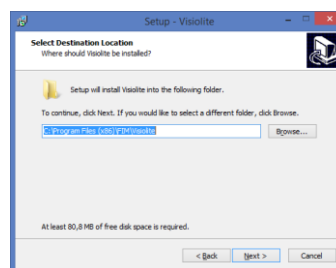 Setup - Visiolite
Select Destination Location
Where should Visiolite be installed?
Setup will install Visiolite into the following folder.
To continue, click Next. If you would like to select a different folder, click Browse.
C:\Program Files (x86)\FIM\Visiolite
Browse...
At least 80,8 MB of free disk space is required.
< Back
Next >
Cancel